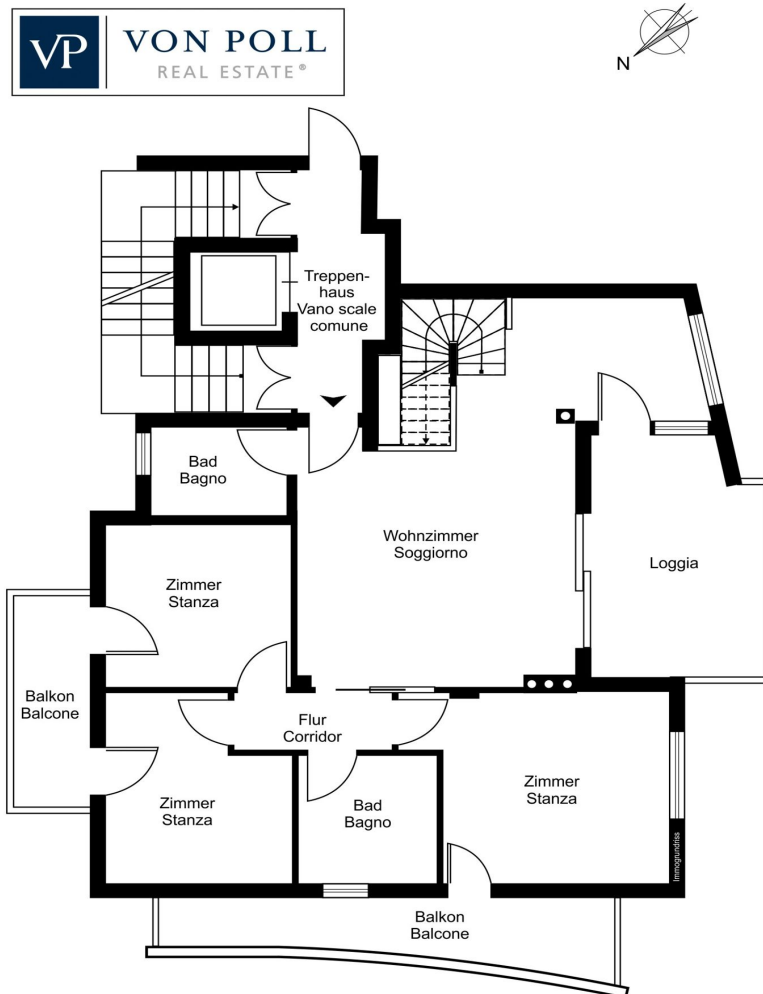 VP VON POLL
REAL ESTATE®
N
Treppen-
haus
Vano scale
comune
Bad
Bagno
Wohnzimmer
Soggiorno
Loggia
Zimmer
Stanza
Balkon
Balcone
Flur
Corridor
Zimmer
Stanza
Bad
Bagno
Zimmer
Stanza
Immogrundriss
Balkon
Balcone